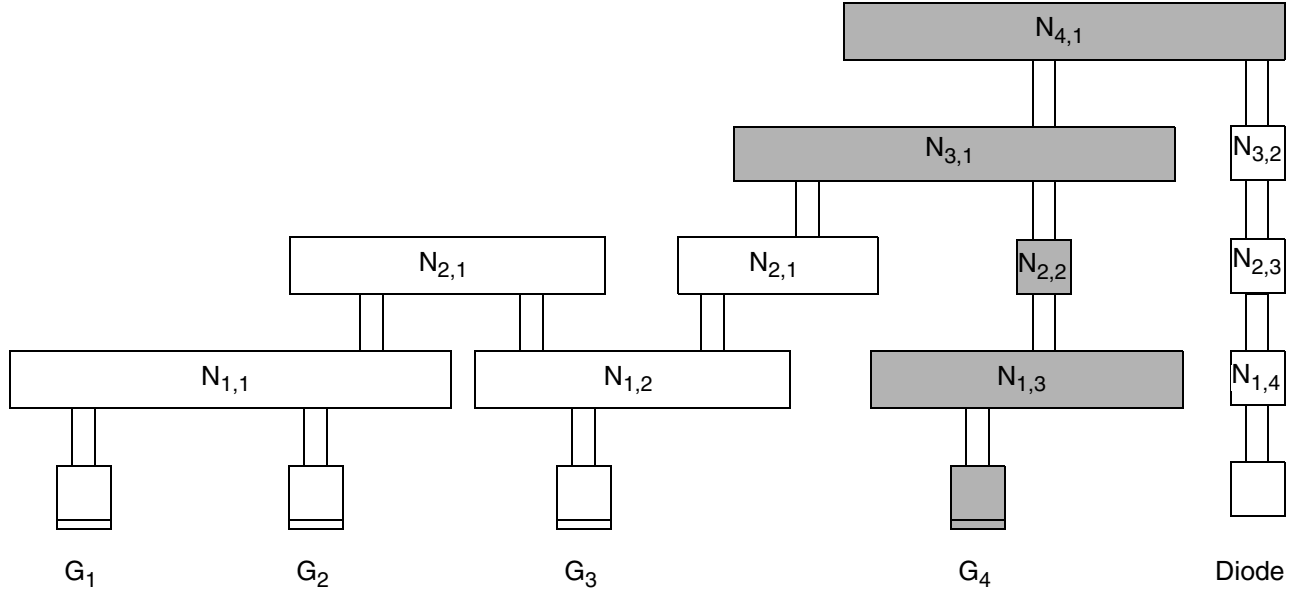 N4,1
N3,1
N3,2
N2,1
N2,1
N2,2
N2,3
N1,1
N1,2
N1,3
N1,4
G1
G2
G3
G4
Diode